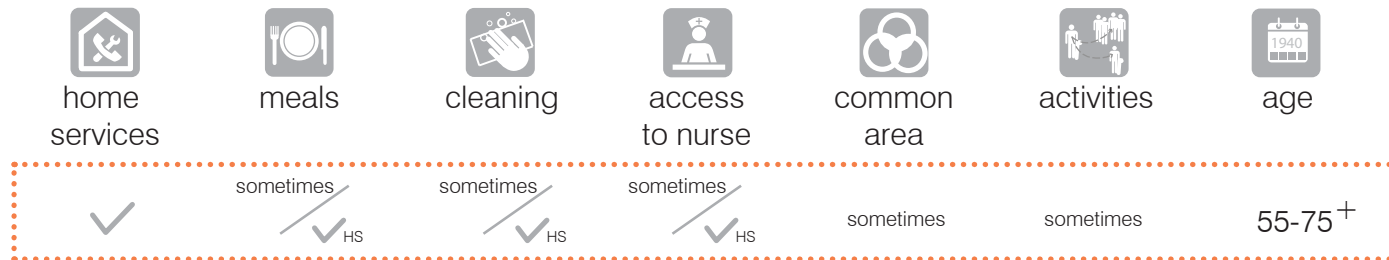 1940
home services
meals
cleaning
access to nurse
common area
activities
age
sometimes
HS
sometimes
HS
sometimes
HS
sometimes
sometimes
55-75+